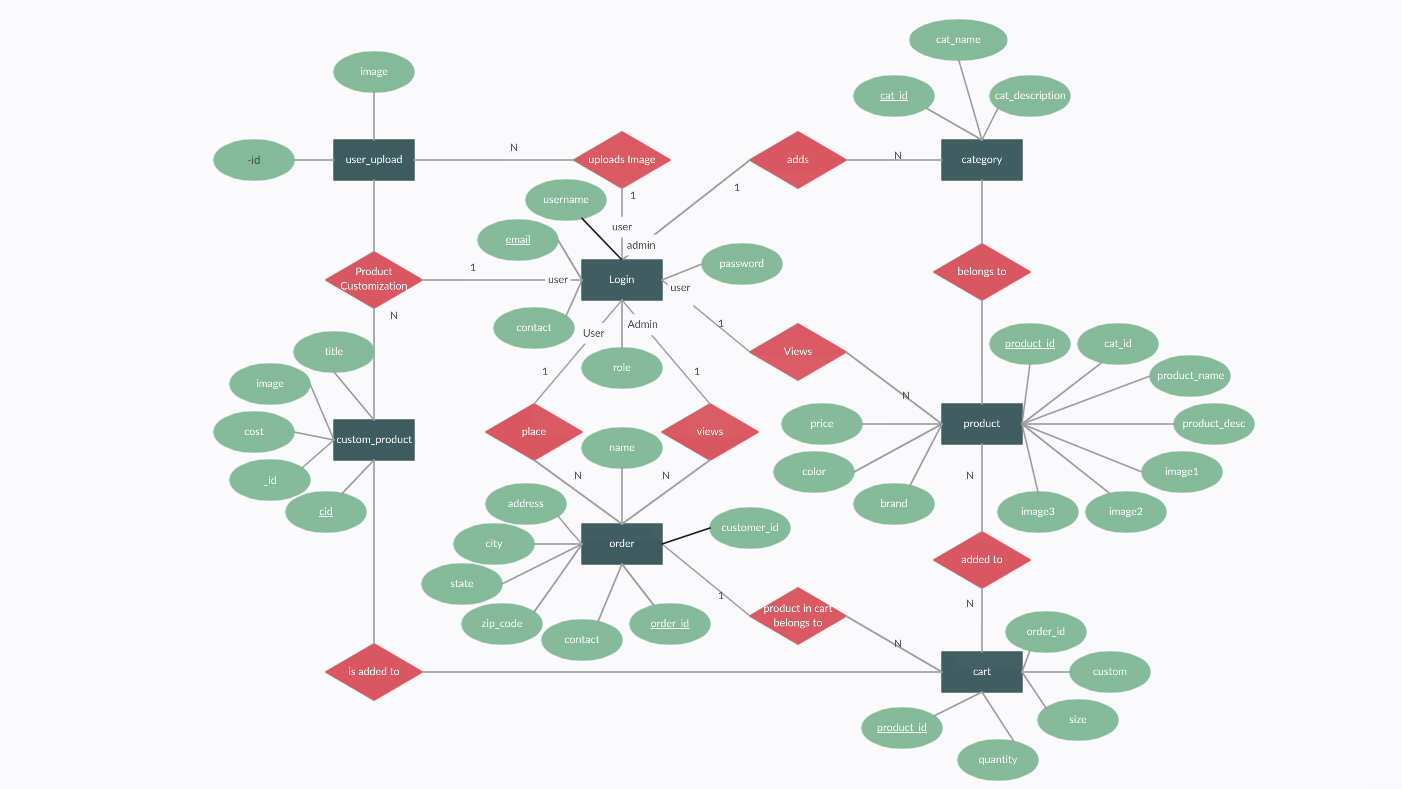 cat_name
image
cat_id
cat_description
N
-id
user_upload
uploads Image
adds
N
category
1
1
username
user
email
admin
Product
Customization
1
user
Login
password
user
belongs to
N
contact
User
Admin
1
title
image
1
role
1
Views
product_id
cat_id
product_name
N
cost
custom_product
place
name
views
price
product
product_desc
_id
cid
N
N
color
brand
N
image1
image3
image2
address
customer_id
city
order
state
added to
zip_code
contact
order_id
1
product in cart
belongs to
N
N
order_id
is added to
cart
custom
product_id
size
quantity